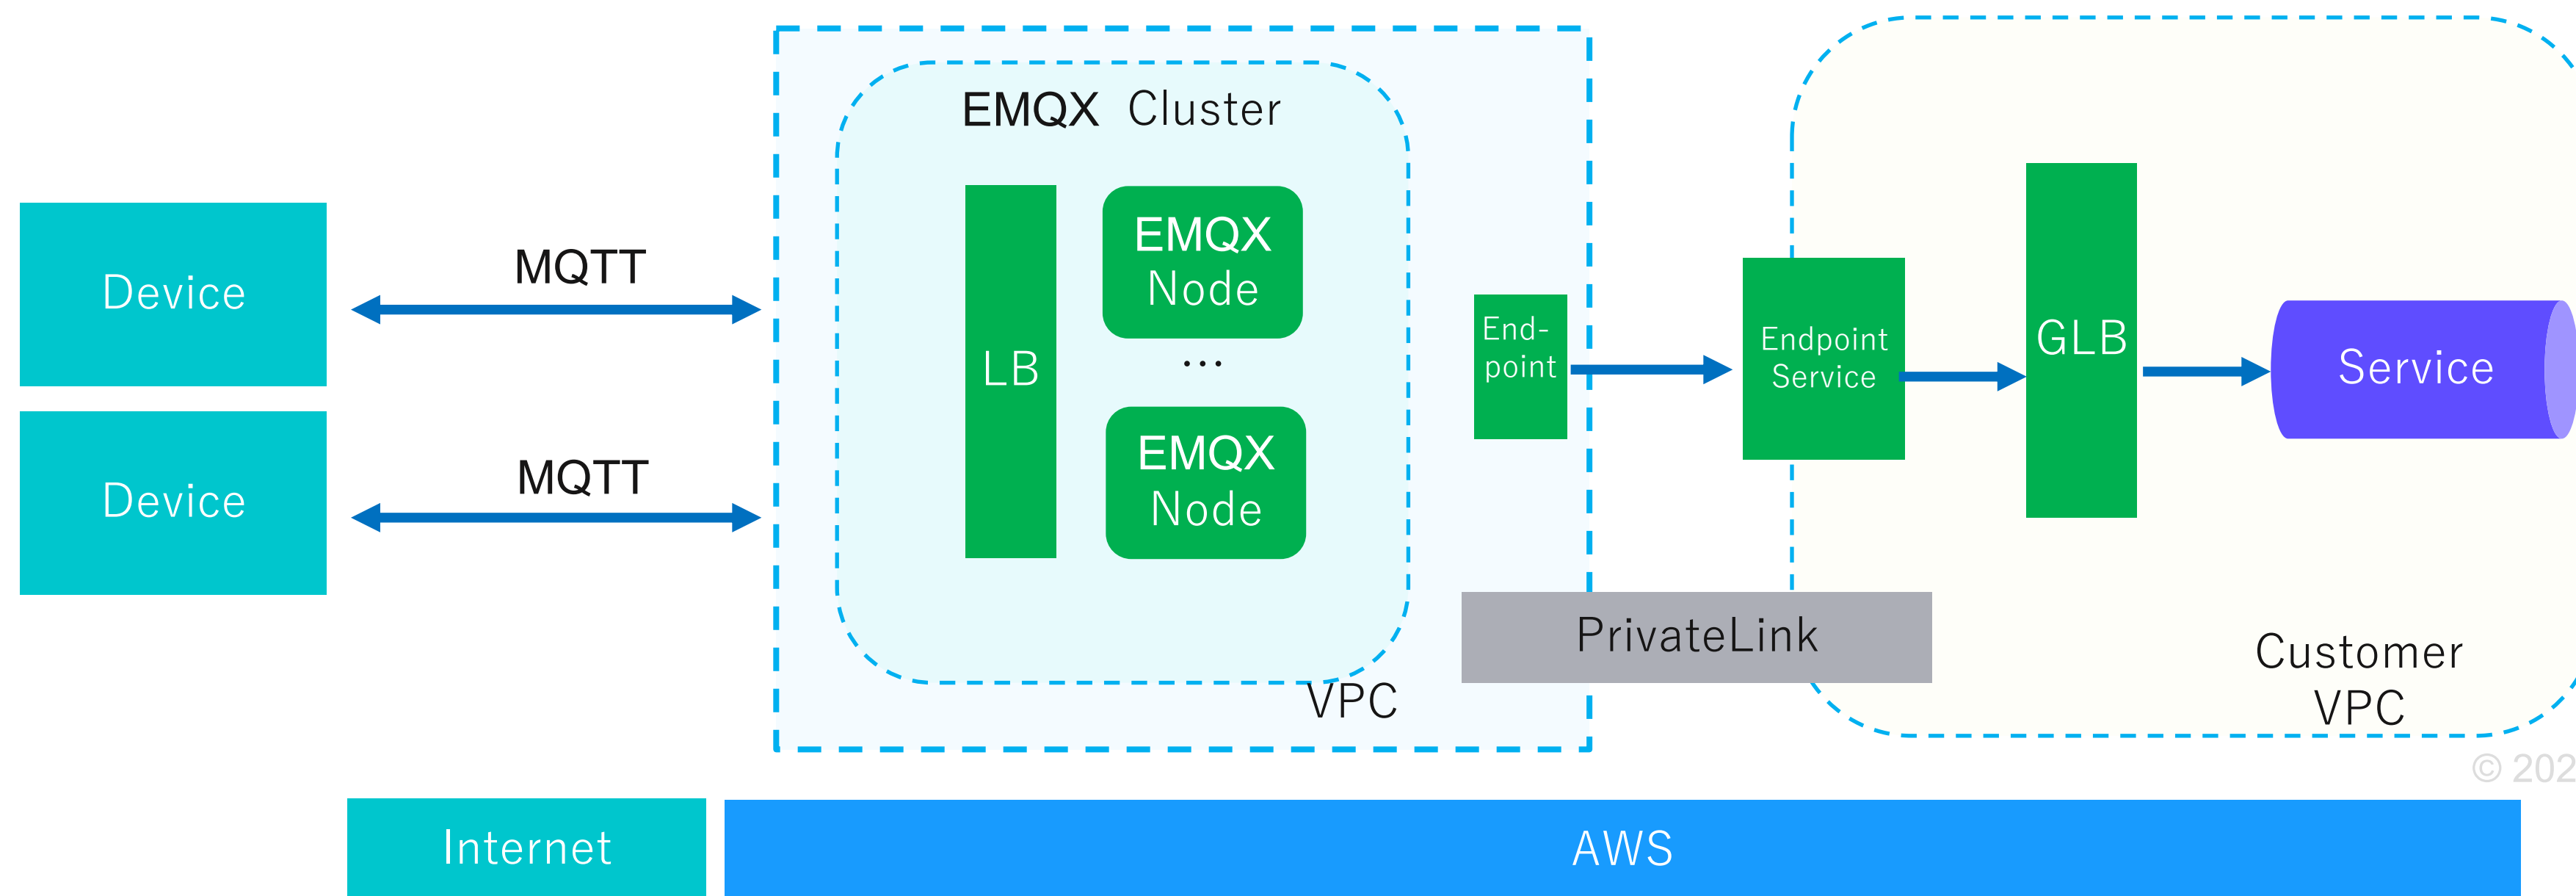 EMQX Cluster
Device
MQTT
Device
MQTT
LB
EMQX
Node
...
EMQX
Node
VPC
End-
point
PrivateLink
Endpoint
Service
GLB
Service
Customer
VPC
Internet
AWS